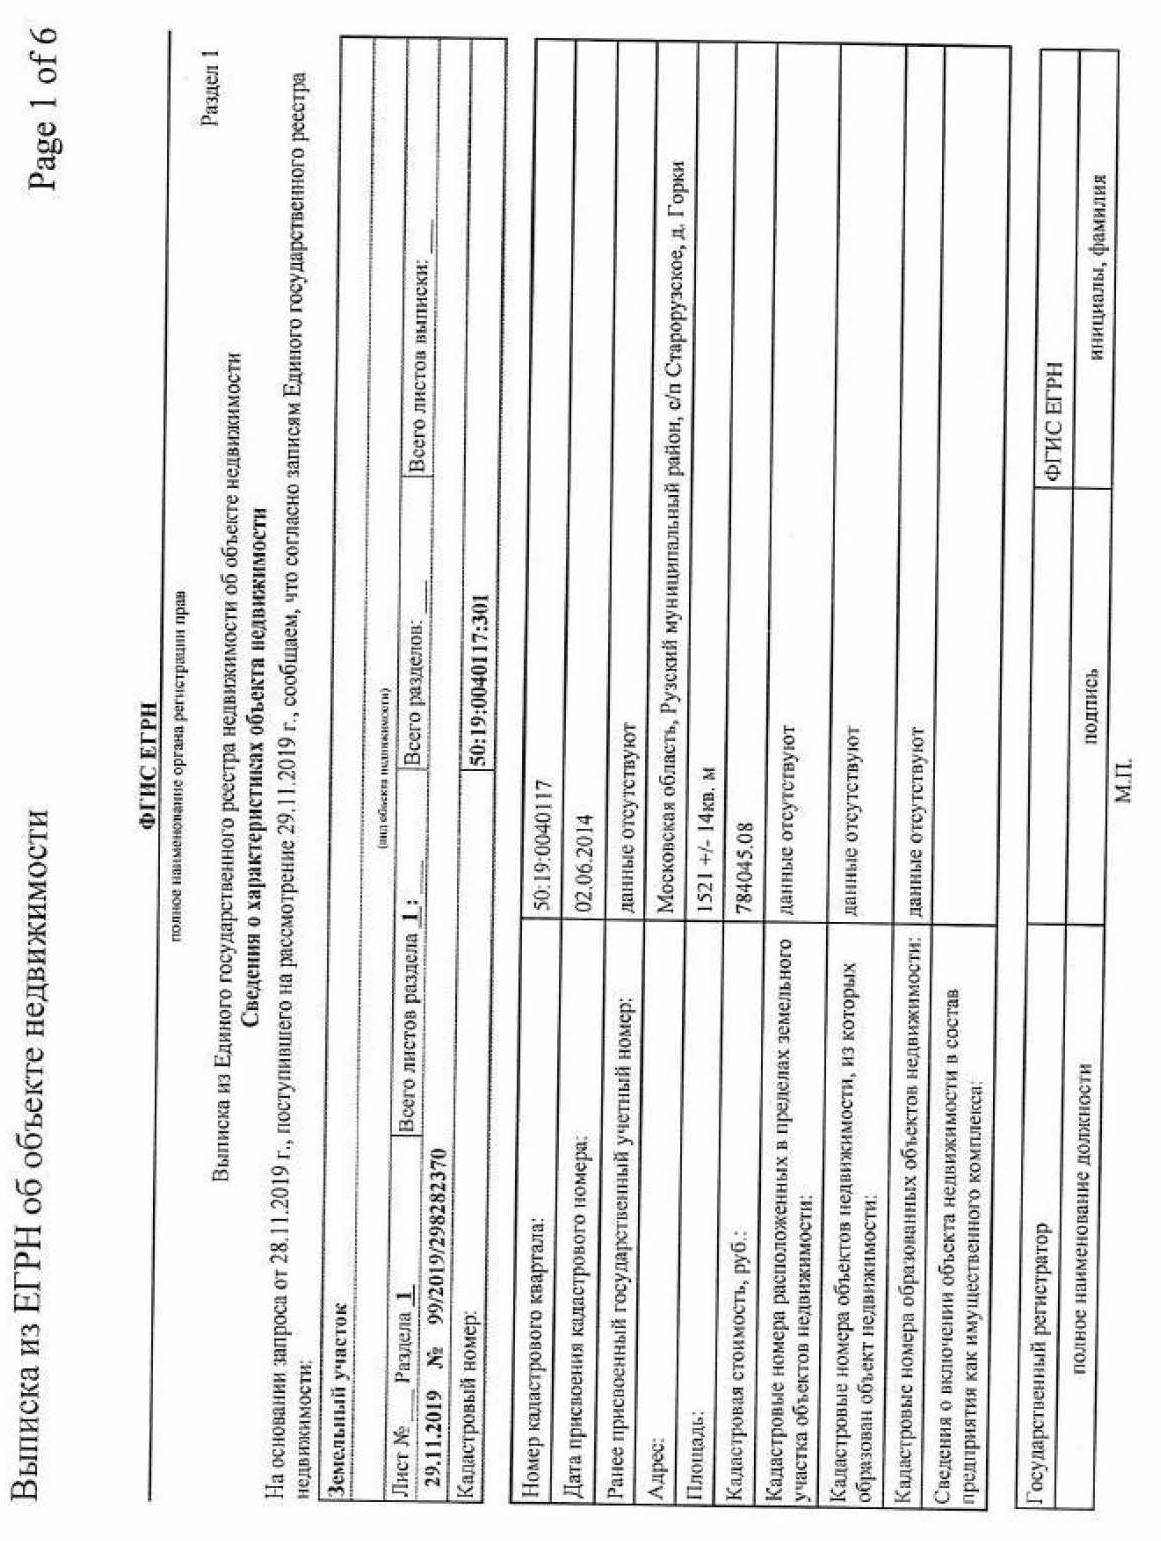 Выписка из ЕГРН об объекте недвижимости
Page 1 of 6
ФГИС ЕГРН
полное наименование органа регистрации прав
Раздел 1
Выписка из Единого государственного реестра недвижимости об объекте недвижимости
Сведения о характеристиках объекта недвижимости
На основании запроса от 28.11.2019 г., поступившего на рассмотрение 29.11.2019 г., сообщаем, что согласно записям Единого государственного реестра
недвижимости:
Земельный участок
(вид объекта недвижимости)
Лист № ___ Раздела 1 Всего листов раздела 1 : ___ Всего разделов: ___ Всего листов выписки: ___
29.11.2019 № 99/2019/298282370
Кадастровый номер: 50:19:0040117:301
Номер кадастрового квартала: 50:19:0040117
Дата присвоения кадастрового номера: 02.06.2014
Ранее присвоенный государственный учетный номер: данные отсутствуют
Адрес: Московская область, Рузский муниципальный район, с/п Старорузское, д. Горки
Площадь: 1521 +/- 14кв. м
Кадастровая стоимость, руб.: 784045.08
Кадастровые номера расположенных в пределах земельного
участка объектов недвижимости: данные отсутствуют
Кадастровые номера объектов недвижимости, из которых
образован объект недвижимости: данные отсутствуют
Кадастровые номера образованных объектов недвижимости: данные отсутствуют
Сведения о включении объекта недвижимости в состав
предприятия как имущественного комплекса:
Государственный регистратор ФГИС ЕГРН
полное наименование должности подпись инициалы, фамилия
М.П.